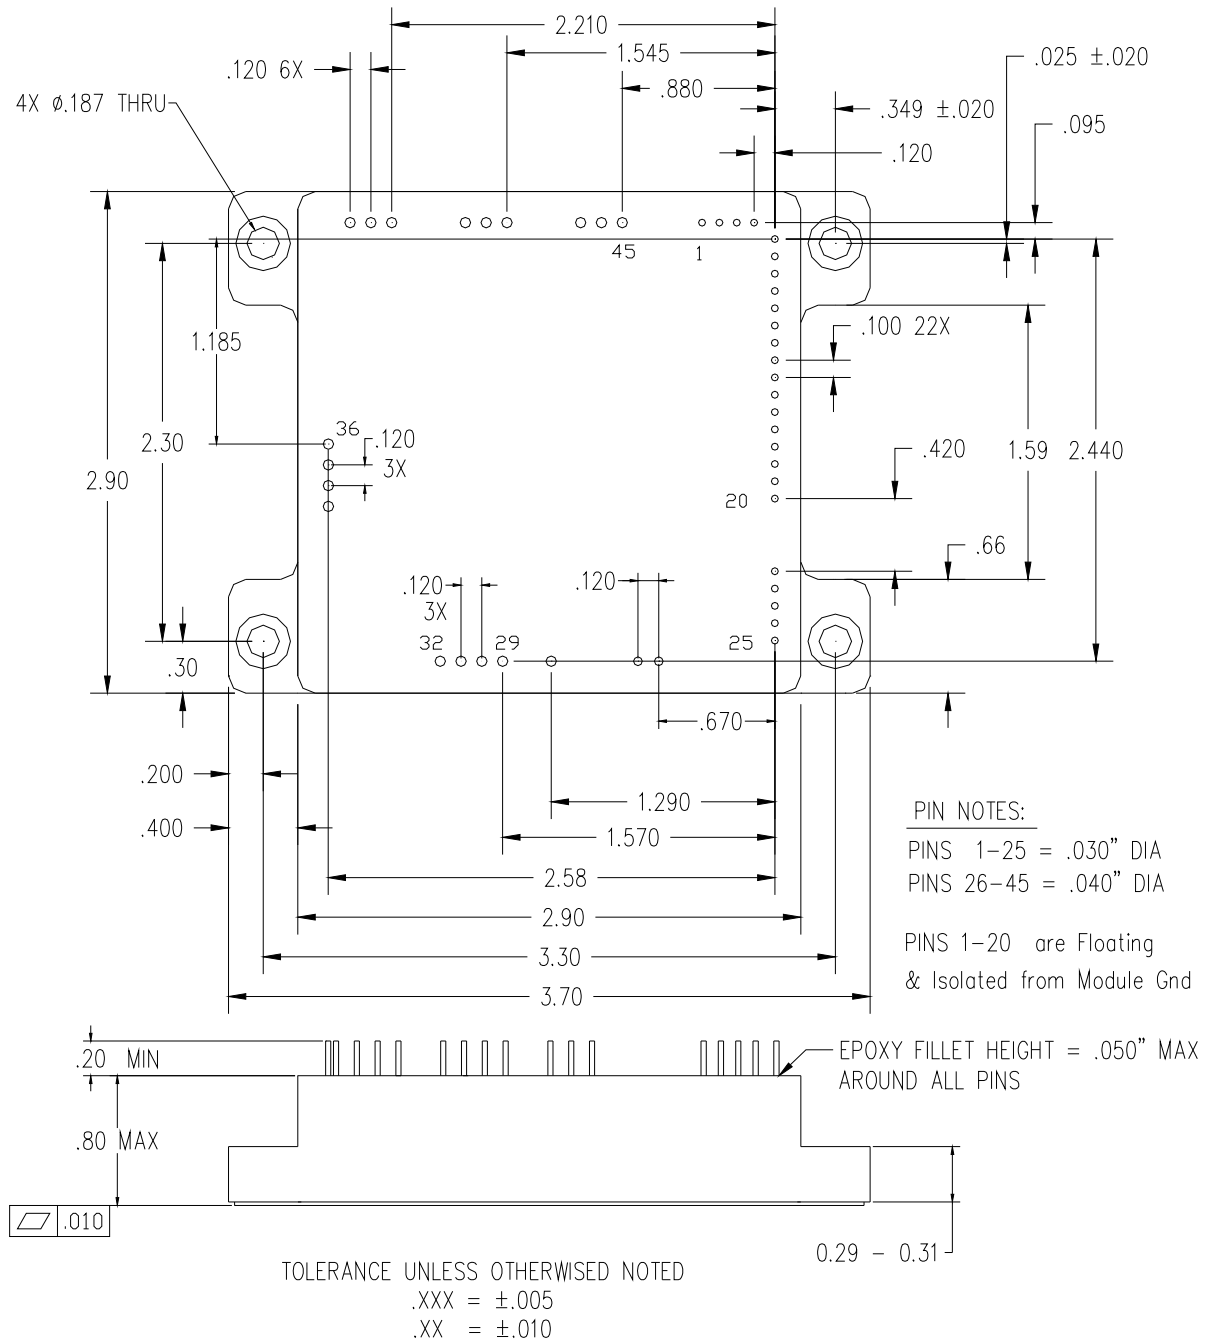 2.210
1.545
.120 6X
.025 ±.020
.880
4X ø.187 THRU
.349 ±.020
.095
.120
45
1
1.185
.100 22X
36
.120
3X
2.30
.420
1.59
2.440
2.90
20
.66
.120
3X
.120
32
29
25
.30
.670
.200
1.290
.400
1.570
2.58
2.90
3.30
3.70
PIN NOTES:
PINS 1-25 = .030" DIA
PINS 26-45 = .040" DIA
PINS 1-20 are Floating
& Isolated from Module Gnd
.20 MIN
EPOXY FILLET HEIGHT = .050" MAX
AROUND ALL PINS
.80 MAX
.010
0.29 - 0.31
TOLERANCE UNLESS OTHERWISED NOTED
.XXX = ±.005
.XX = ±.010